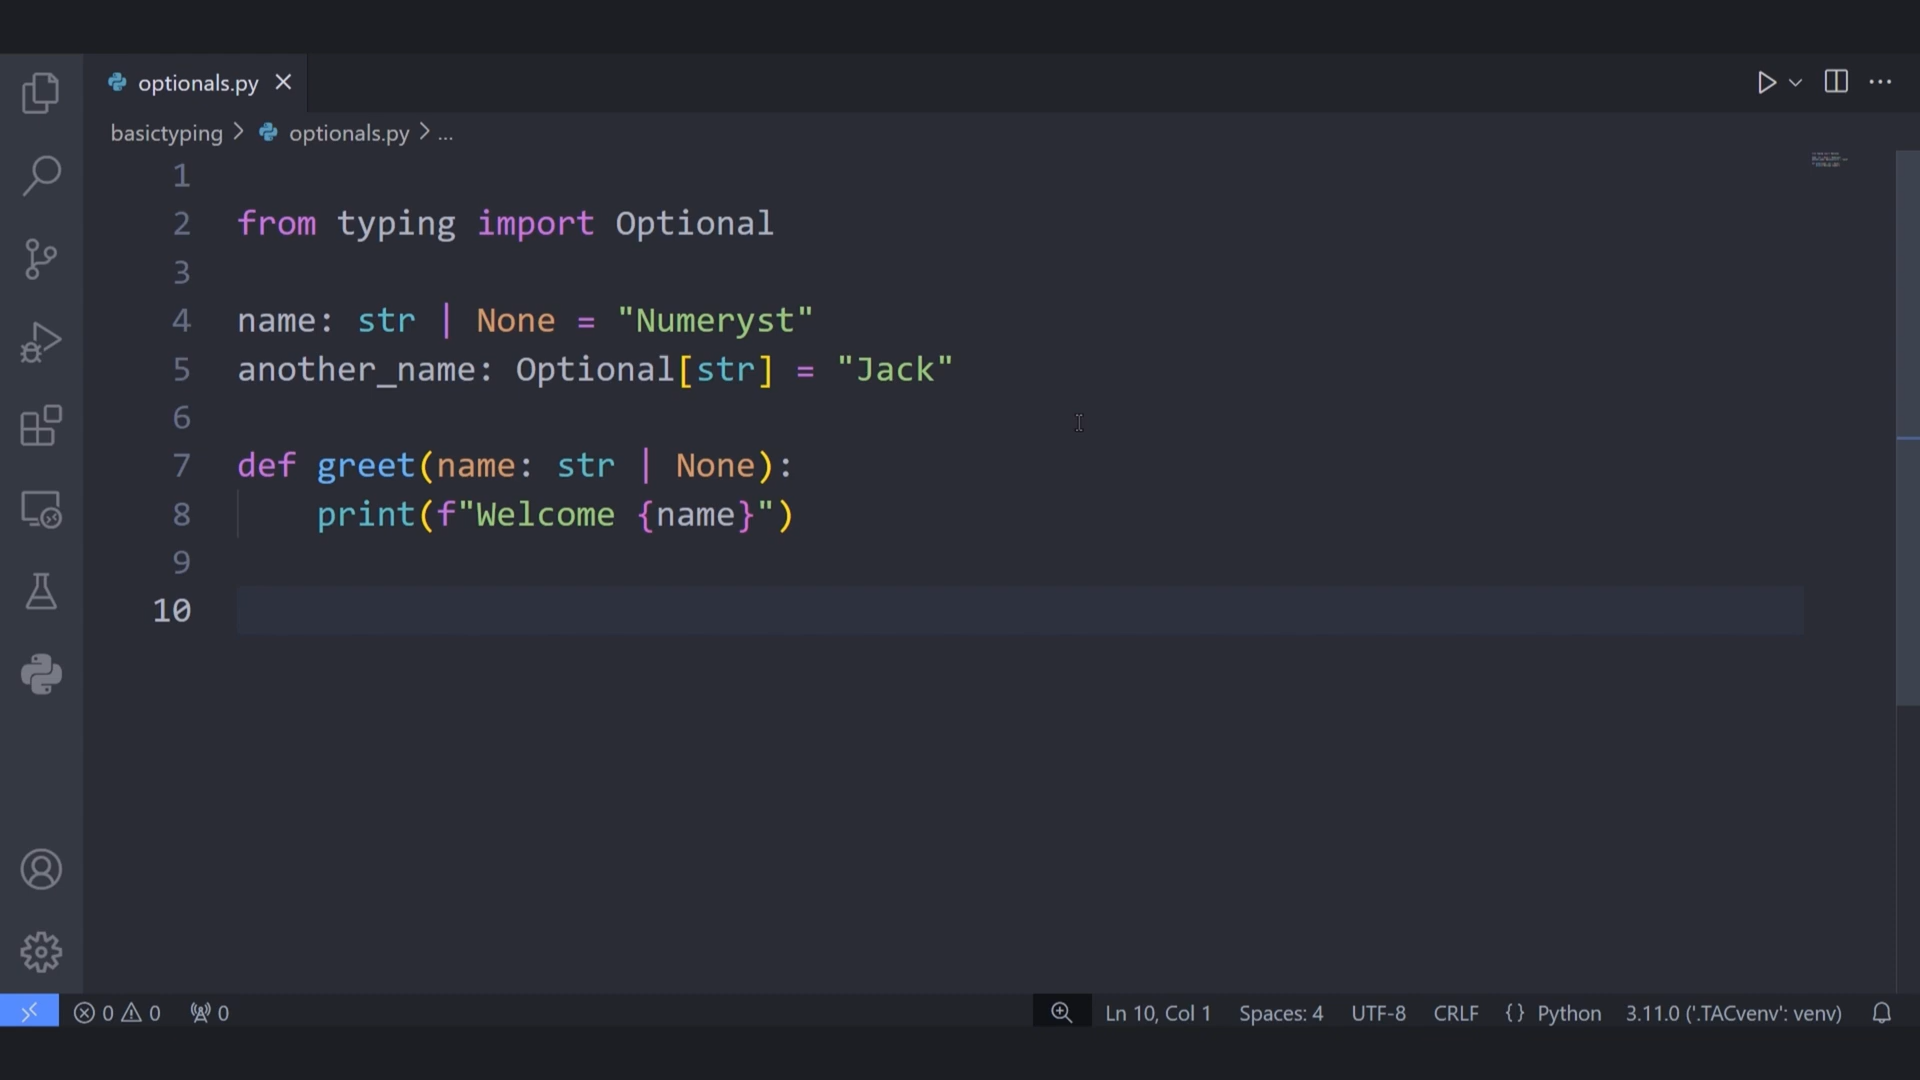 optionals.py
basictyping > optionals.py > ...
1
2 from typing import Optional
3
4 name: str | None = "Numeryst"
5 another_name: Optional[str] = "Jack"
6
7 def greet(name: str | None):
8     print(f"Welcome {name}")
9
10
0 0 0 Ln 10, Col 1 Spaces: 4 UTF-8 CRLF {} Python 3.11.0 ('.TACvenv': venv)